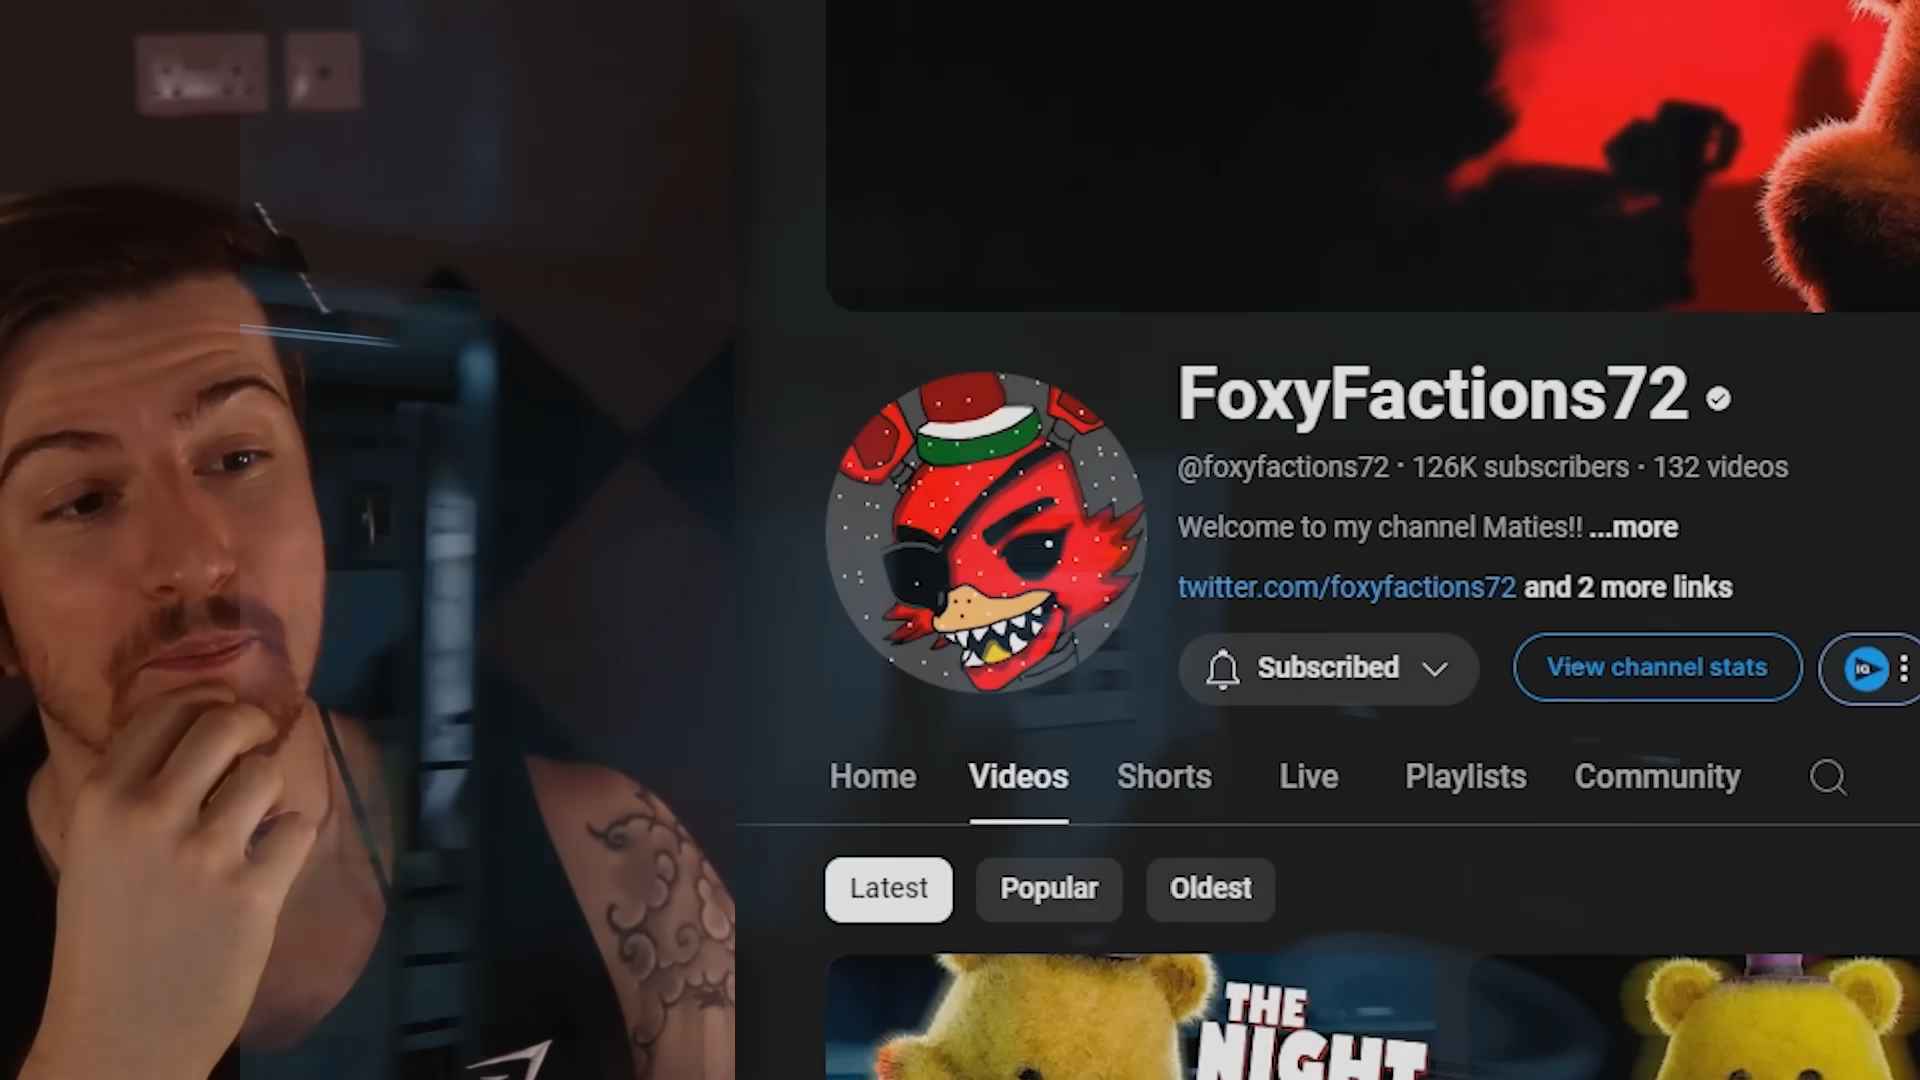 FoxyFactions72
@foxyfactions72 · 126K subscribers · 132 videos
Welcome to my channel Maties!! ...more
twitter.com/foxyfactions72 and 2 more links
Subscribed
View channel stats
iQ
Home Videos Shorts Live Playlists Community
Latest Popular Oldest
THE
NIGHT